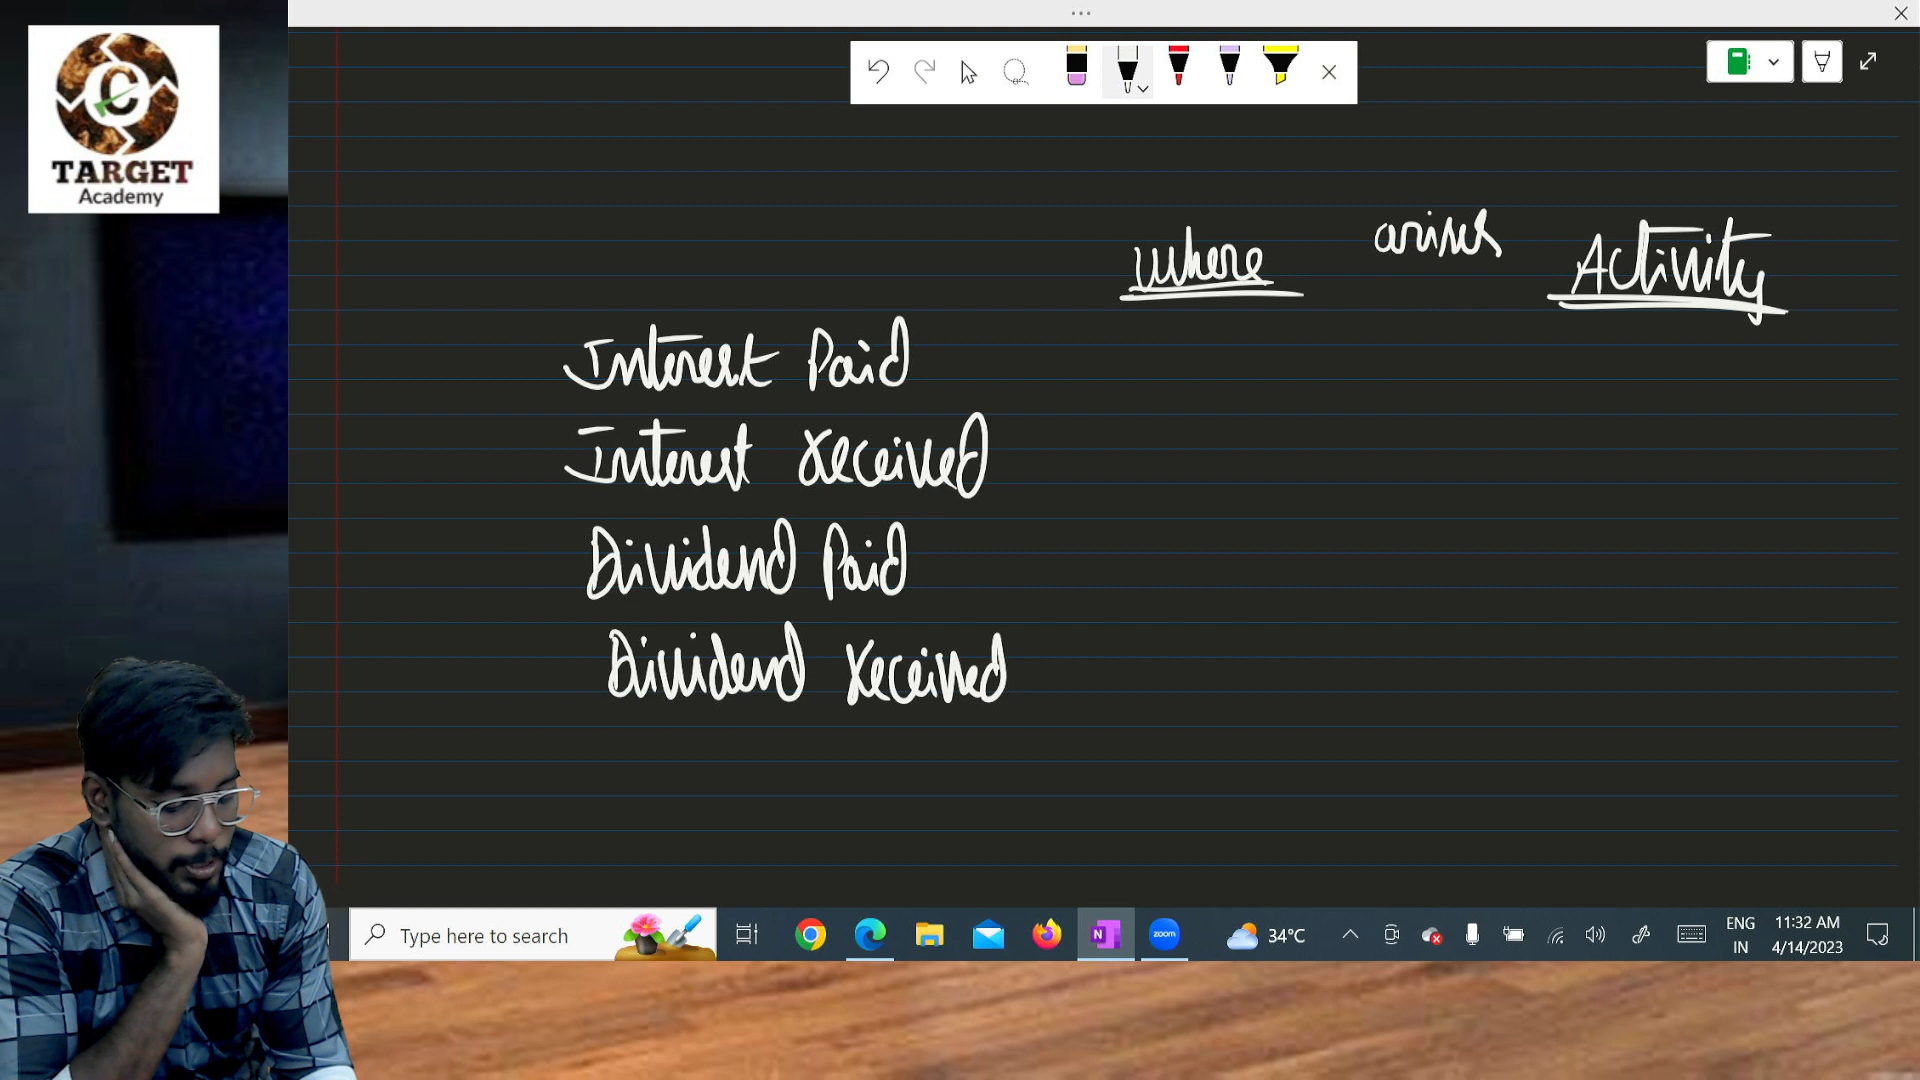 TARGET
Academy
where arises Activity
Interest Paid
Interest received
Dividend Paid
Dividend received
Type here to search
zoom
34°C
ENG
IN
11:32 AM
4/14/2023